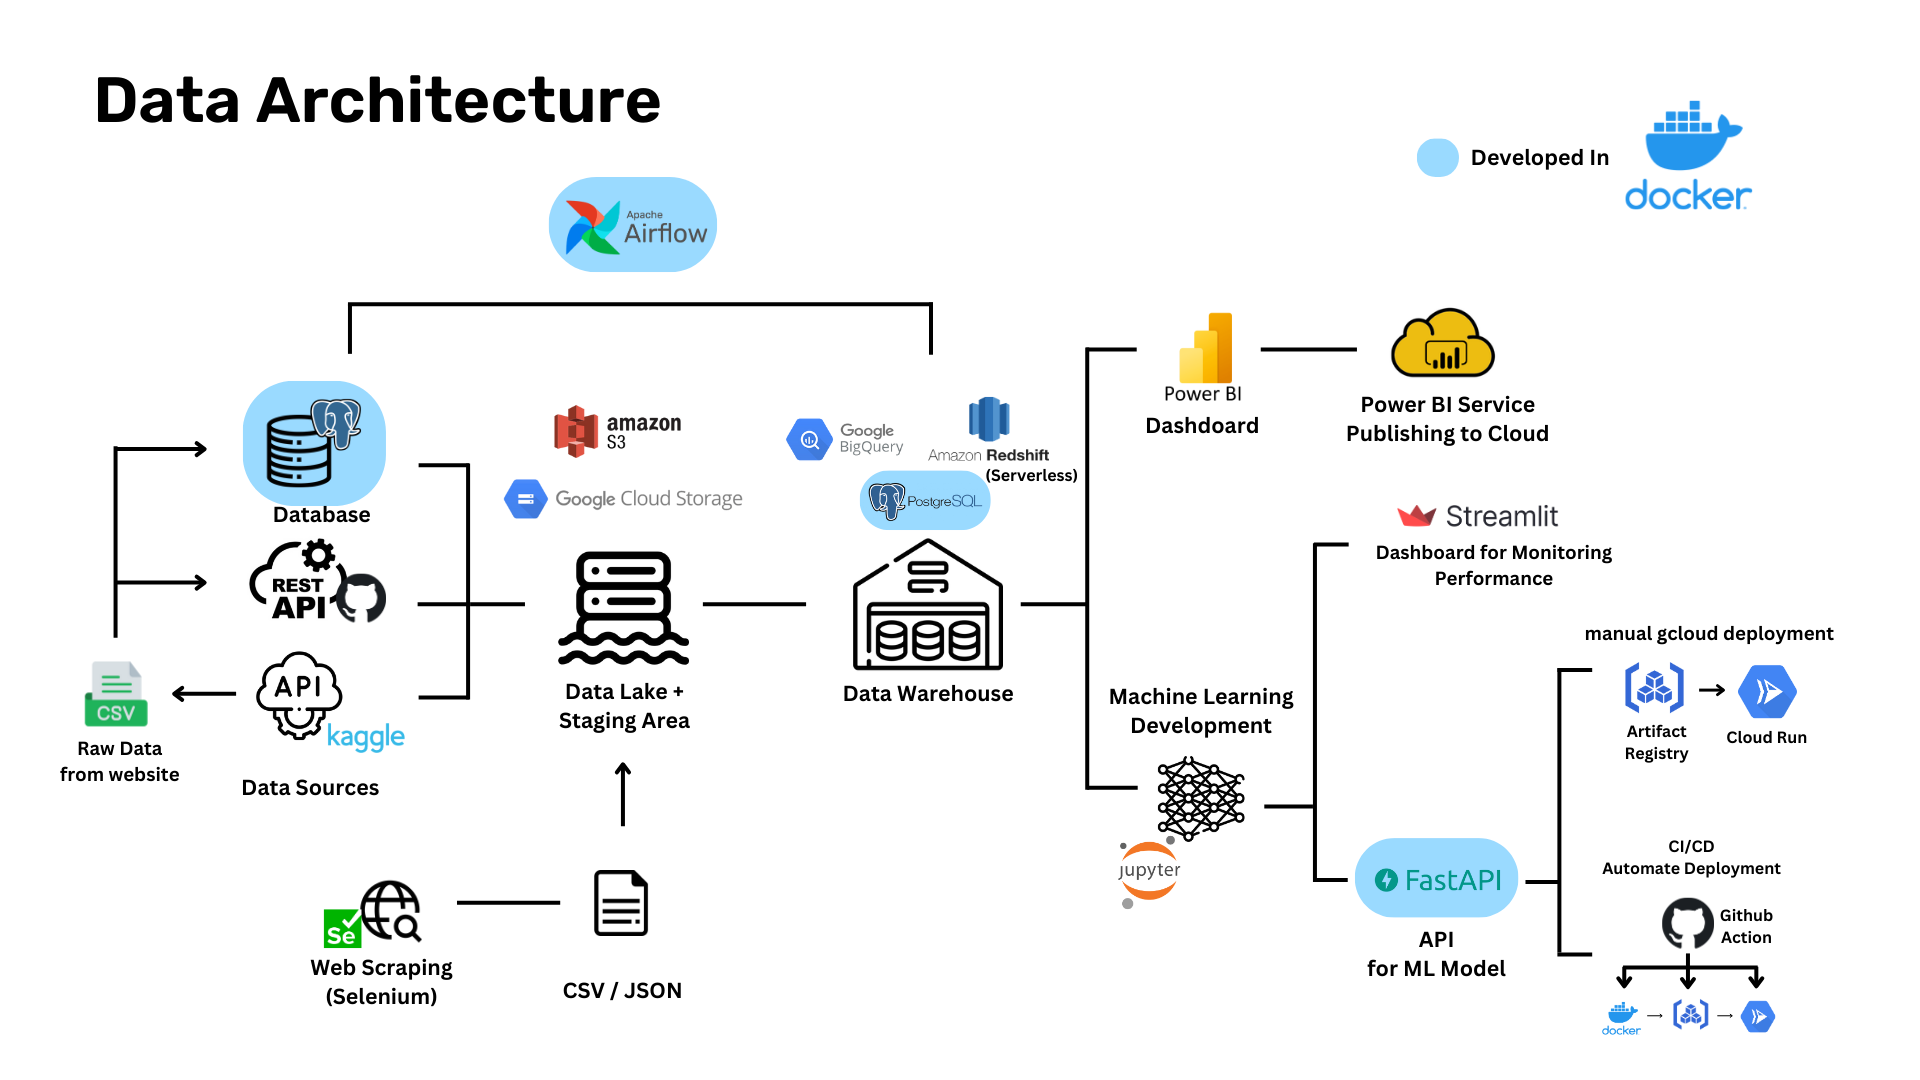 Data Architecture
Developed In
docker
Apache
Airflow
Database
REST
API
API
kaggle
Data Sources
CSV
Raw Data
from website
amazon
S3
Google Cloud Storage
Data Lake +
Staging Area
Google
BigQuery
Amazon Redshift
(Serverless)
PostgreSQL
Data Warehouse
Se
Web Scraping
(Selenium)
CSV / JSON
Power BI
Dashdoard
Power BI Service
Publishing to Cloud
Machine Learning
Development
jupyter
Streamlit
Dashboard for Monitoring
Performance
FastAPI
API
for ML Model
manual gcloud deployment
Artifact
Registry
Cloud Run
CI/CD
Automate Deployment
Github
Action
docker